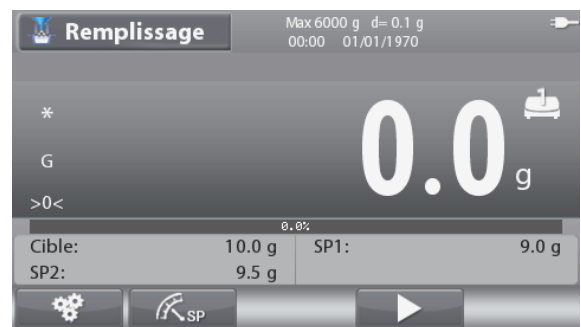 Remplissage
Max 6000 g d= 0.1 g
00:00 01/01/1970
1
*
0.0 g
G
>0<
0.0%
Cible: 10.0 g SP1: 9.0 g
SP2: 9.5 g
SP